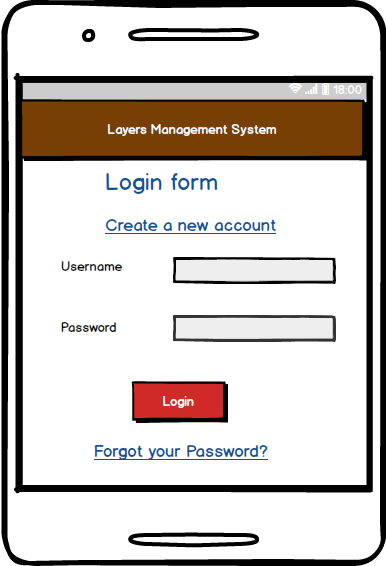 18:00
Layers Management System
Login form
Create a new account
Username
Password
Login
Forgot your Password?